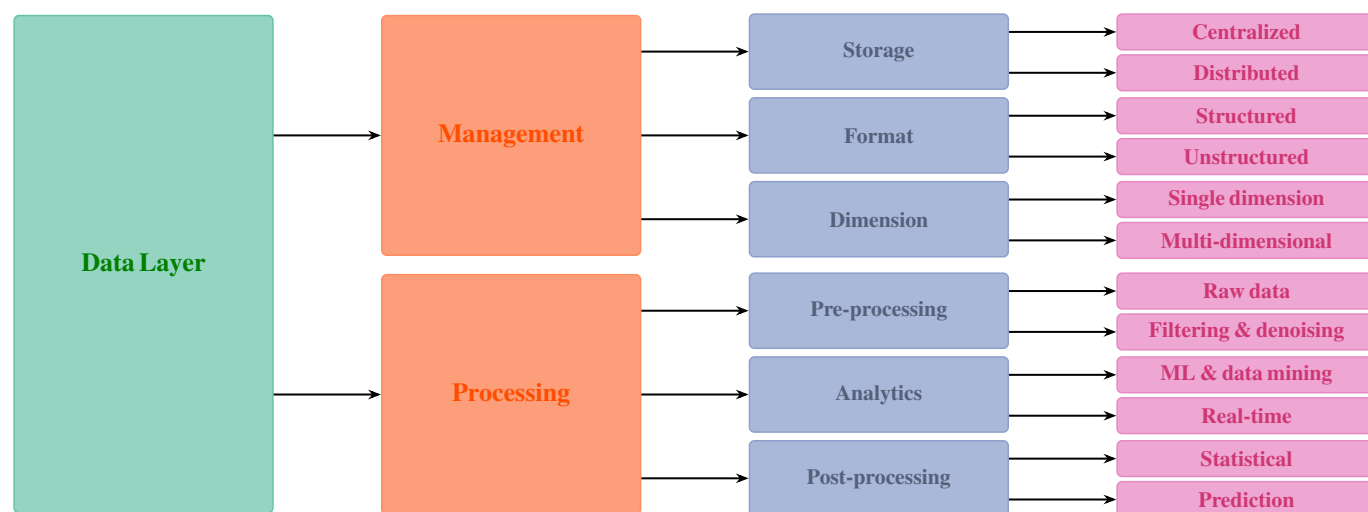 Data Layer
Management
Processing
Storage
Format
Dimension
Pre-processing
Analytics
Post-processing
Centralized
Distributed
Structured
Unstructured
Single dimension
Multi-dimensional
Raw data
Filtering & denoising
ML & data mining
Real-time
Statistical
Prediction